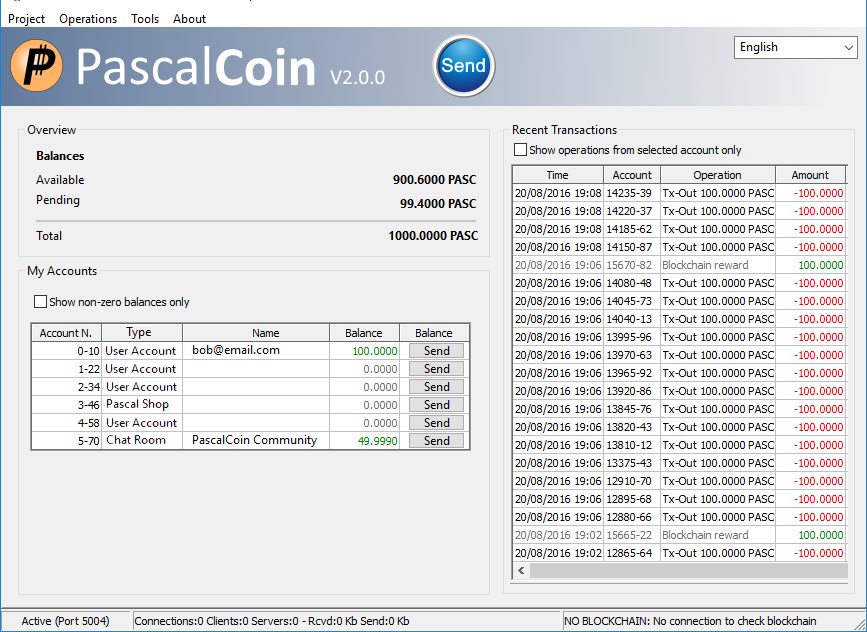 Project Operations Tools About
PascalCoin V2.0.0
Send
English
Overview
Balances
Available 900.6000 PASC
Pending 99.4000 PASC
Total 1000.0000 PASC
My Accounts
Show non-zero balances only
Account N. Type Name Balance Balance
0-10 User Account bob@email.com 100.0000 Send
1-22 User Account 0.0000 Send
2-34 User Account 0.0000 Send
3-46 Pascal Shop 0.0000 Send
4-58 User Account 0.0000 Send
5-70 Chat Room PascalCoin Community 49.9990 Send
Recent Transactions
Show operations from selected account only
Time Account Operation Amount
20/08/2016 19:08 14235-39 Tx-Out 100.0000 PASC -100.0000
20/08/2016 19:08 14220-37 Tx-Out 100.0000 PASC -100.0000
20/08/2016 19:08 14185-62 Tx-Out 100.0000 PASC -100.0000
20/08/2016 19:08 14150-87 Tx-Out 100.0000 PASC -100.0000
20/08/2016 19:06 15670-82 Blockchain reward 100.0000
20/08/2016 19:06 14080-48 Tx-Out 100.0000 PASC -100.0000
20/08/2016 19:06 14045-73 Tx-Out 100.0000 PASC -100.0000
20/08/2016 19:06 14040-13 Tx-Out 100.0000 PASC -100.0000
20/08/2016 19:06 13995-96 Tx-Out 100.0000 PASC -100.0000
20/08/2016 19:06 13970-63 Tx-Out 100.0000 PASC -100.0000
20/08/2016 19:06 13965-92 Tx-Out 100.0000 PASC -100.0000
20/08/2016 19:06 13920-86 Tx-Out 100.0000 PASC -100.0000
20/08/2016 19:06 13845-76 Tx-Out 100.0000 PASC -100.0000
20/08/2016 19:06 13820-43 Tx-Out 100.0000 PASC -100.0000
20/08/2016 19:06 13810-12 Tx-Out 100.0000 PASC -100.0000
20/08/2016 19:06 13375-43 Tx-Out 100.0000 PASC -100.0000
20/08/2016 19:06 12910-70 Tx-Out 100.0000 PASC -100.0000
20/08/2016 19:06 12895-68 Tx-Out 100.0000 PASC -100.0000
20/08/2016 19:06 12880-66 Tx-Out 100.0000 PASC -100.0000
20/08/2016 19:02 15665-22 Blockchain reward 100.0000
20/08/2016 19:02 12865-64 Tx-Out 100.0000 PASC -100.0000
Active (Port 5004) Connections:0 Clients:0 Servers:0 - Rcvd:0 Kb Send:0 Kb NO BLOCKCHAIN: No connection to check blockchain